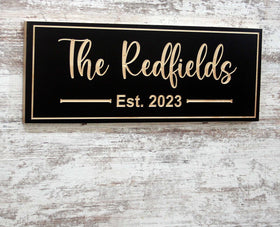 The Redfields
Est. 2023